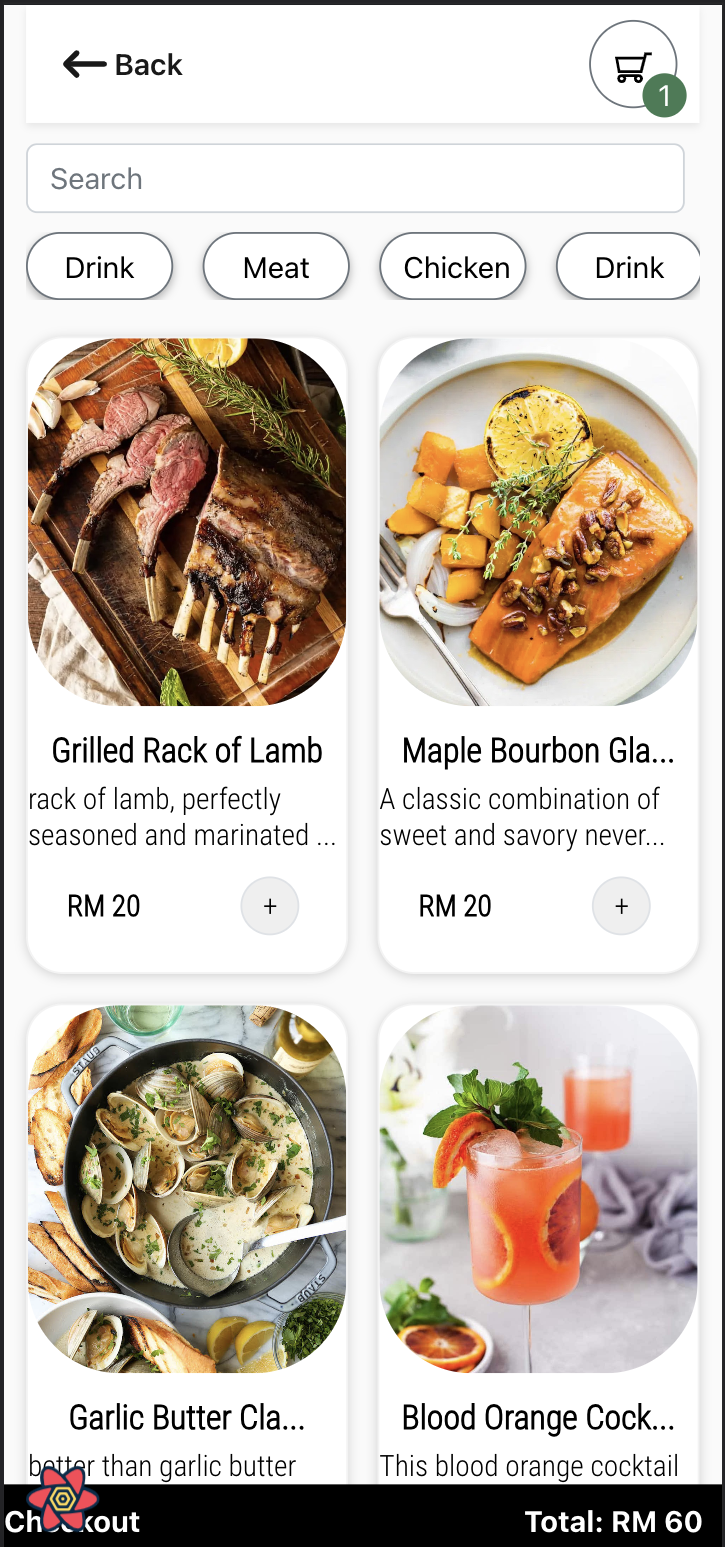 Back
1
Search
Drink
Meat
Chicken
Drink
Grilled Rack of Lamb
rack of lamb, perfectly
seasoned and marinated ...
RM 20
+
Maple Bourbon Gla...
A classic combination of
sweet and savory never...
RM 20
+
STAUB
Garlic Butter Cla...
better than garlic butter
Blood Orange Cock...
This blood orange cocktail
Checkout
Total: RM 60